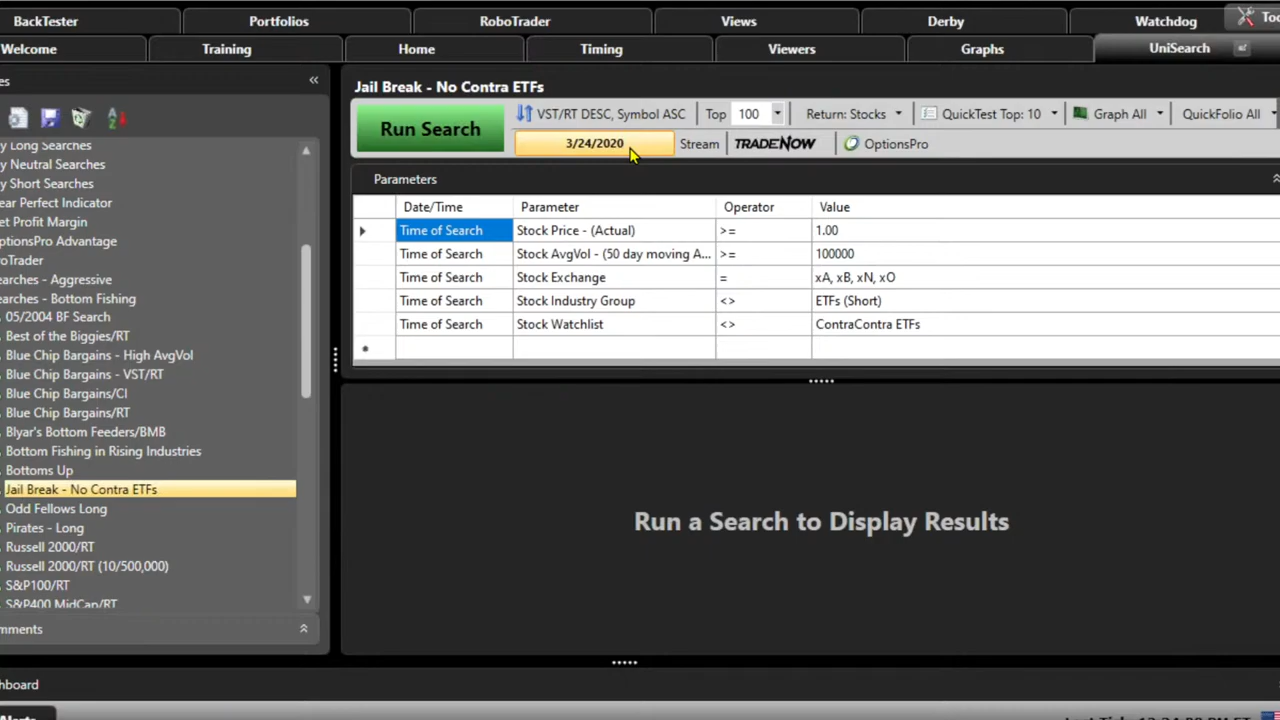 BackTester
Portfolios
RoboTrader
Views
Derby
Watchdog
Too
Welcome
Training
Home
Timing
Viewers
Graphs
UniSearch
es
Jail Break - No Contra ETFs
Run Search
VST/RT DESC, Symbol ASC
Top
100
Return: Stocks
QuickTest Top: 10
Graph All
QuickFolio All
3/24/2020
Stream
TRADENOW
OptionsPro
Parameters
Date/Time
Parameter
Operator
Value
Time of Search
Stock Price - (Actual)
>=
1.00
Time of Search
Stock AvgVol - (50 day moving A...
>=
100000
Time of Search
Stock Exchange
=
xA, xB, xN, xO
Time of Search
Stock Industry Group
<>
ETFs (Short)
Time of Search
Stock Watchlist
<>
ContraContra ETFs
y Long Searches
y Neutral Searches
y Short Searches
ear Perfect Indicator
et Profit Margin
ptionsPro Advantage
oTrader
earches - Aggressive
earches - Bottom Fishing
05/2004 BF Search
Best of the Biggies/RT
Blue Chip Bargains - High AvgVol
Blue Chip Bargains - VST/RT
Blue Chip Bargains/CI
Blue Chip Bargains/RT
Blyar's Bottom Feeders/BMB
Bottom Fishing in Rising Industries
Bottoms Up
Jail Break - No Contra ETFs
Odd Fellows Long
Pirates - Long
Russell 2000/RT
Russell 2000/RT (10/500,000)
S&P100/RT
S&P400 MidCap/RT
mments
Run a Search to Display Results
hboard